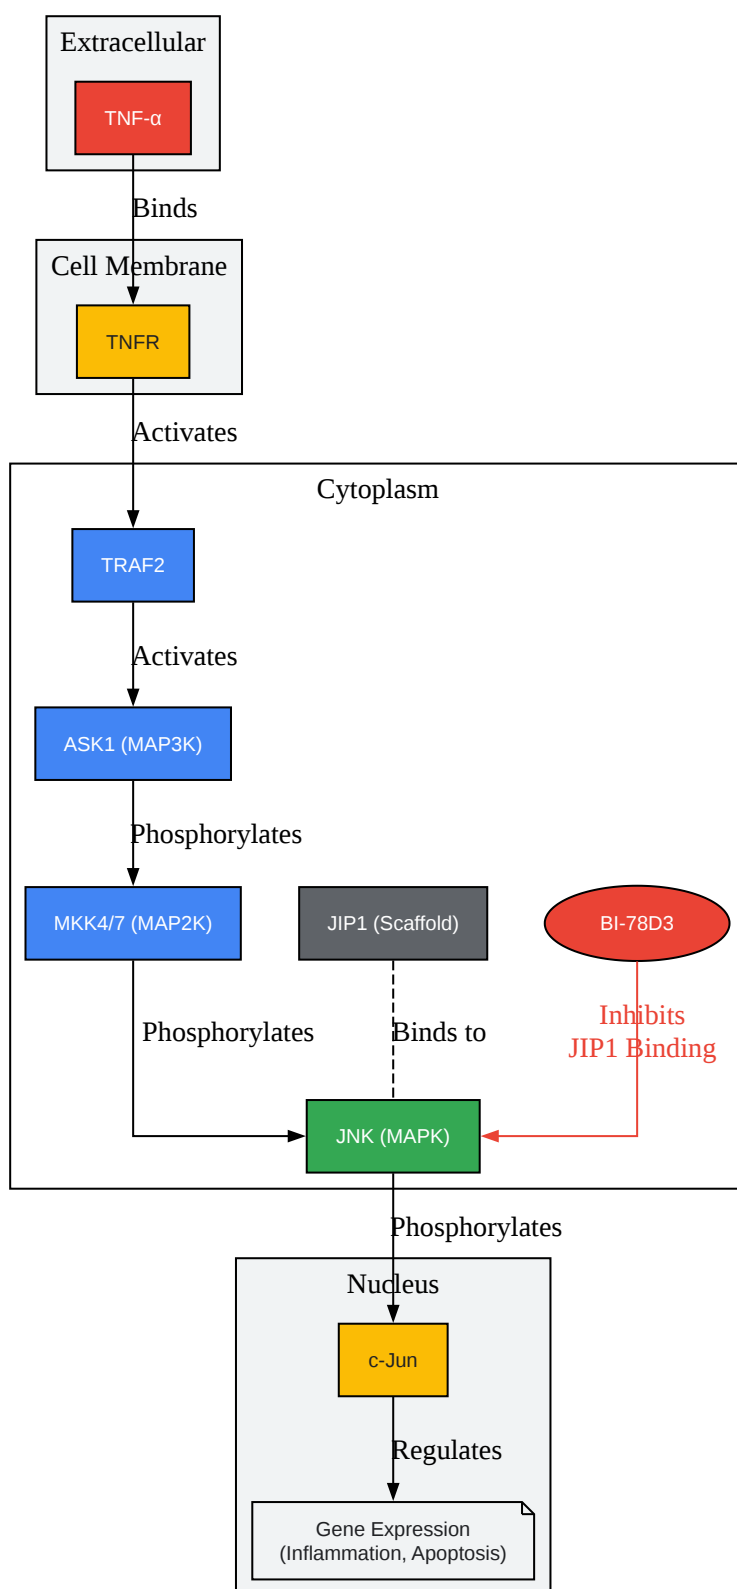 Extracellular
TNF-α
Binds
Cell Membrane
TNFR
Activates
Cytoplasm
TRAF2
Activates
ASK1 (MAP3K)
Phosphorylates
MKK4/7 (MAP2K)
JIP1 (Scaffold)
BI-78D3
Phosphorylates
Binds to
Inhibits
JIP1 Binding
JNK (MAPK)
Phosphorylates
Nucleus
c-Jun
Regulates
Gene Expression
(Inflammation, Apoptosis)